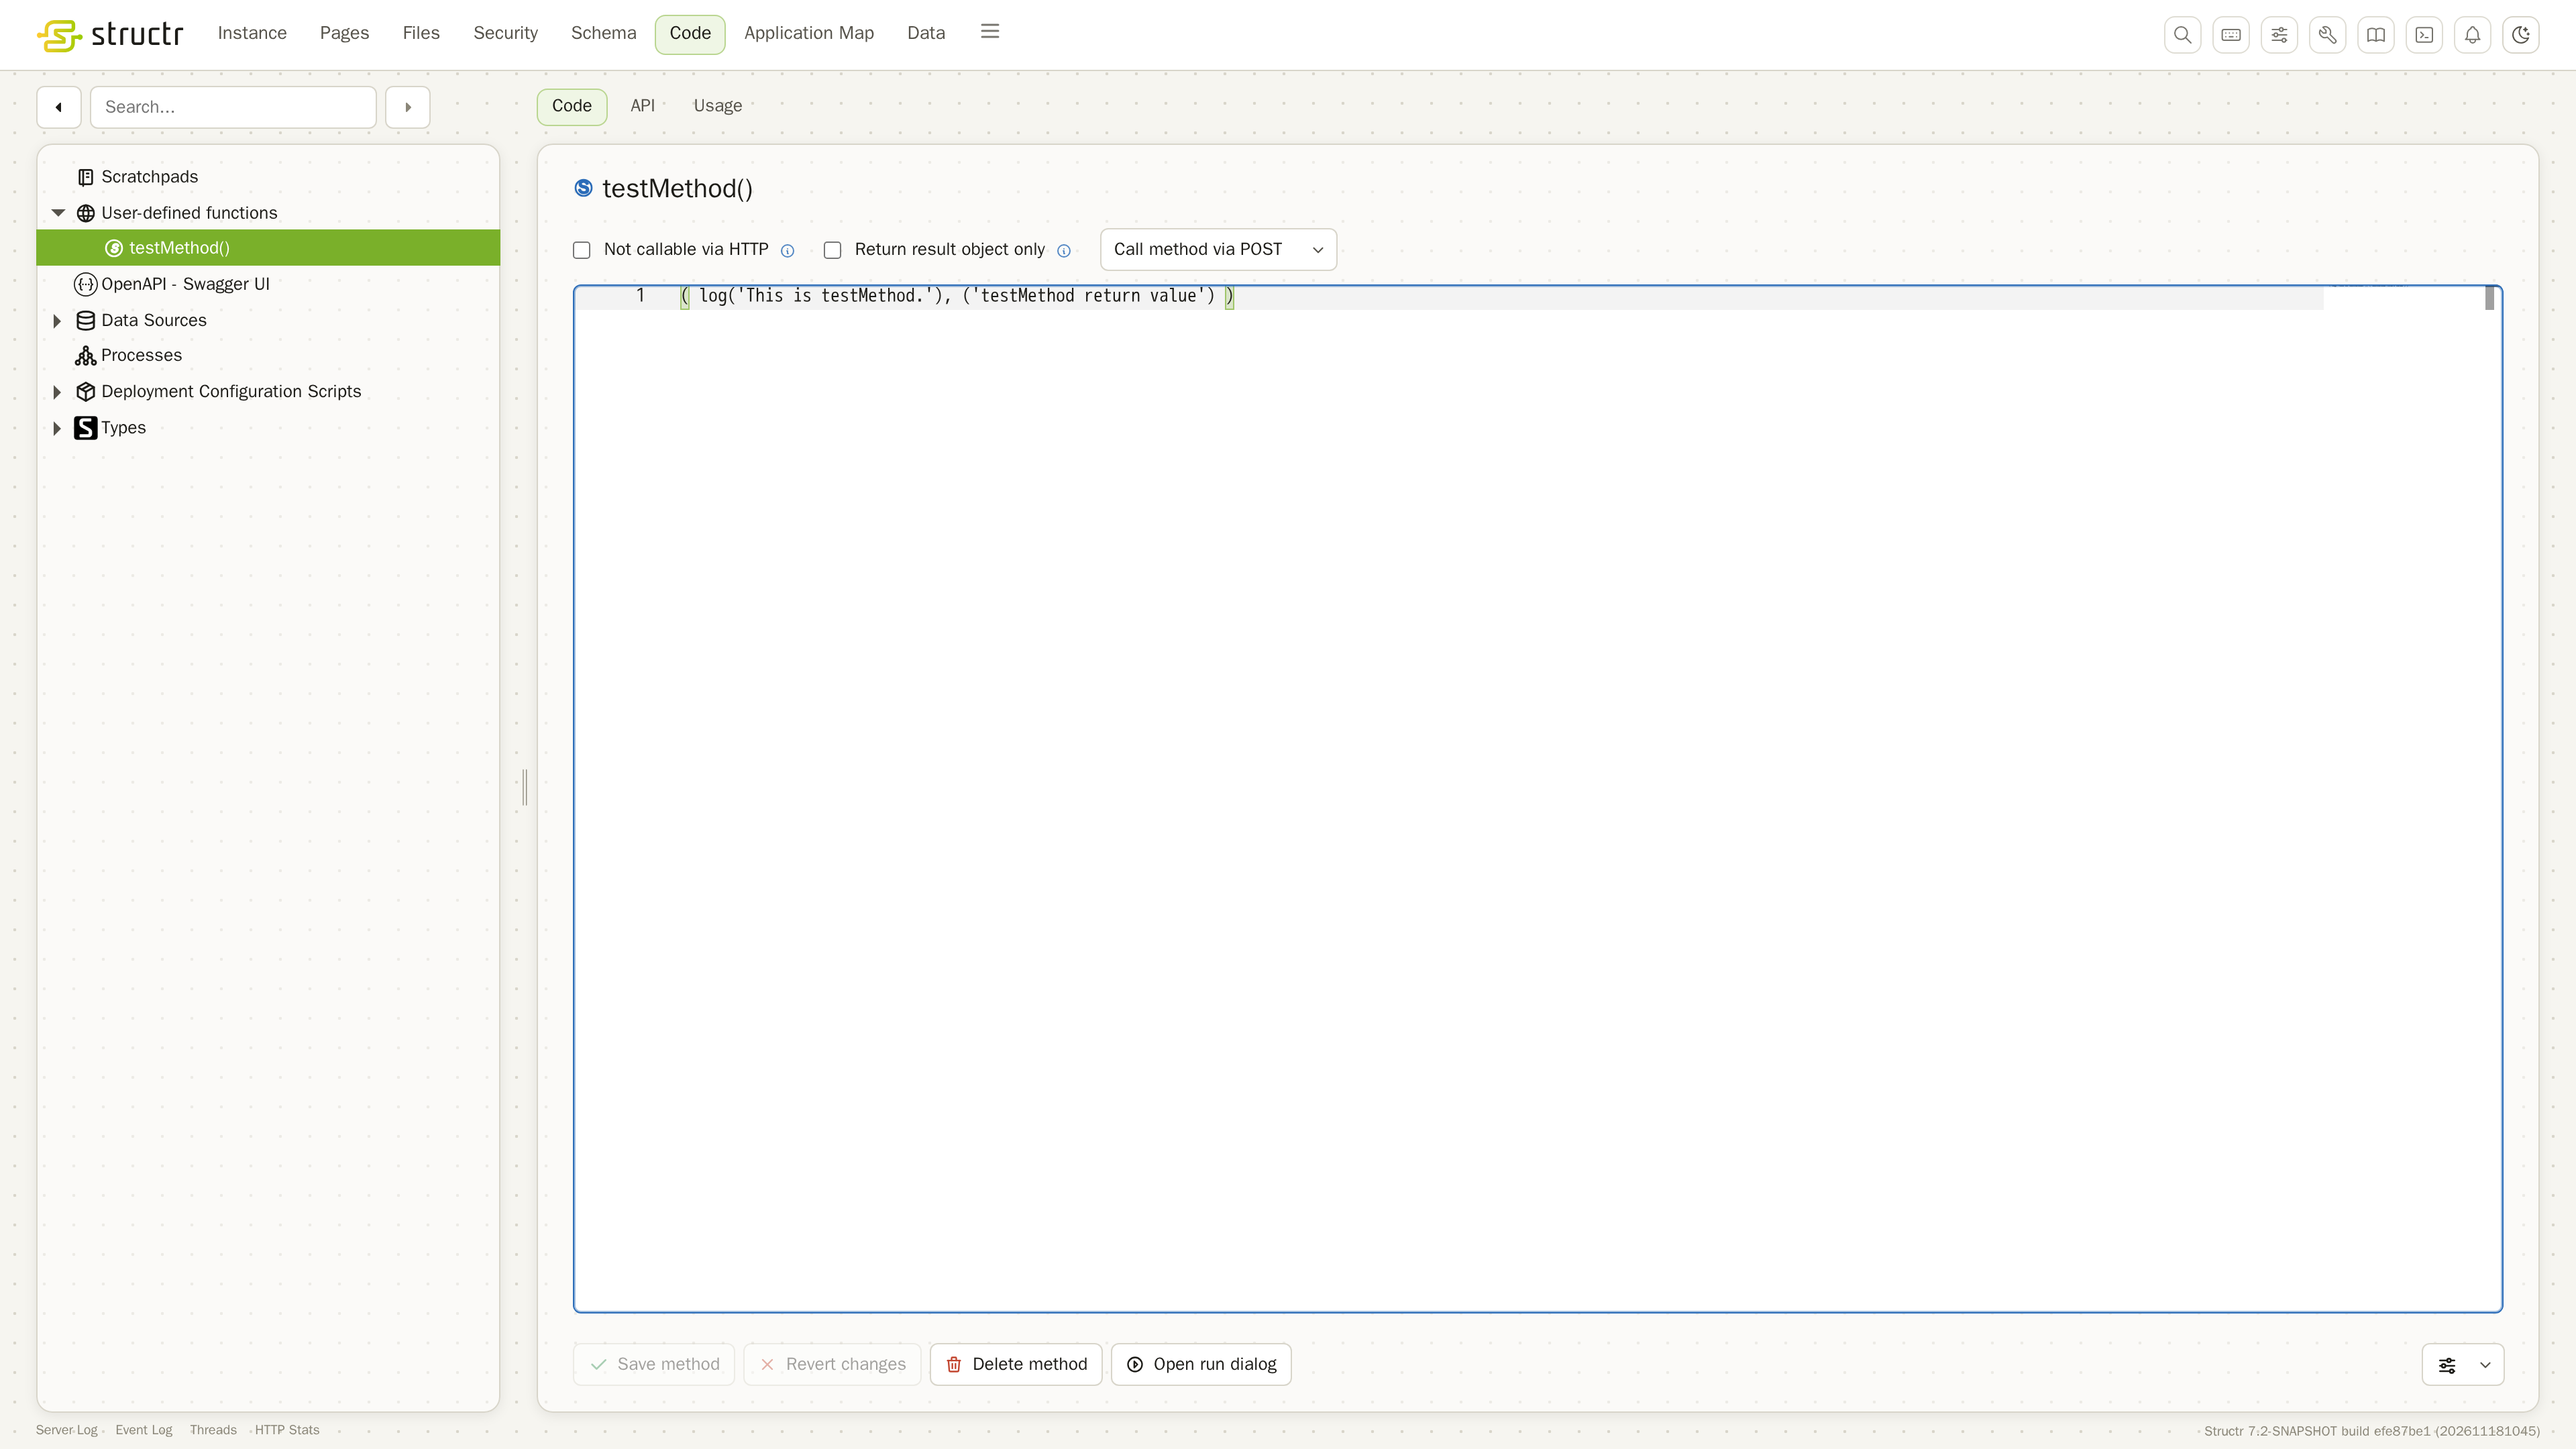 structr Instance Pages Files Security Schema Code Application Map Data
Search...
Code API Usage
Scratchpads
User-defined functions
testMethod()
OpenAPI - Swagger UI
Data Sources
Processes
Deployment Configuration Scripts
Types
testMethod()
Not callable via HTTP Return result object only Call method via POST
1 ( log('This is testMethod.'), ('testMethod return value') )
Save method Revert changes Delete method Open run dialog
Server Log Event Log Threads HTTP Stats
Structr 7.2-SNAPSHOT build efe87be1 (202611181045)